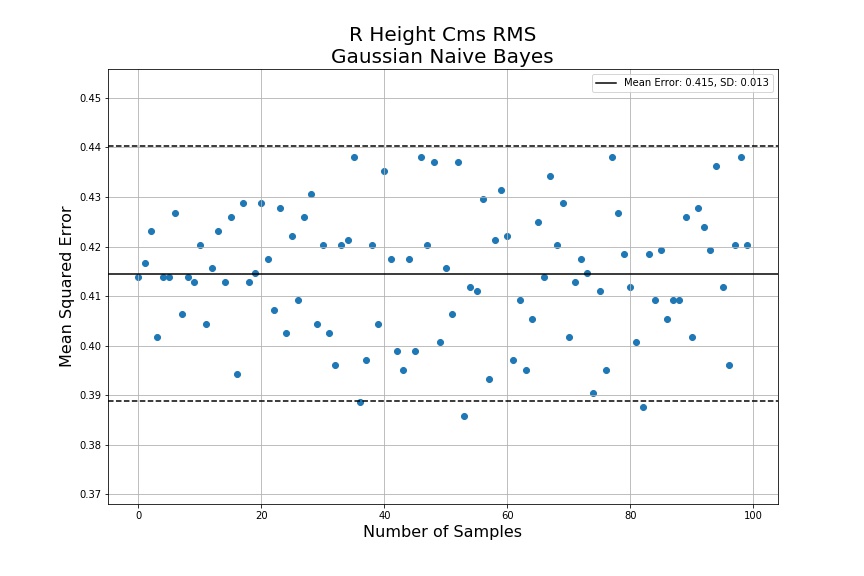 R Height Cms RMS
Gaussian Naive Bayes
Mean Error: 0.415, SD: 0.013
0.45
0.44
0.43
0.42
0.41
0.40
0.39
0.38
0.37
Mean Squared Error
0 20 40 60 80 100
Number of Samples